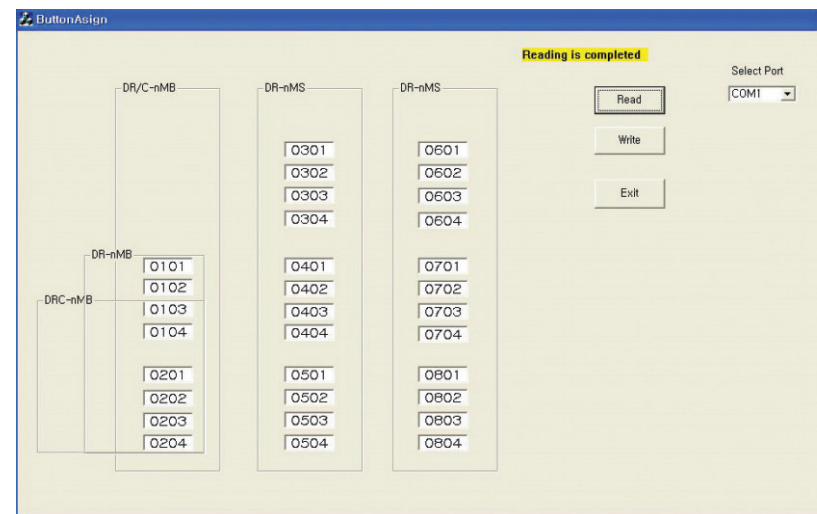 ButtonAsign
Reading is completed
Select Port
COM1
Read
Write
Exit
DR/C-nMB
DR-nMB
DRC-nMB
0101
0102
0103
0104
0201
0202
0203
0204
DR-nMS
0301
0302
0303
0304
0401
0402
0403
0404
0501
0502
0503
0504
DR-nMS
0601
0602
0603
0604
0701
0702
0703
0704
0801
0802
0803
0804